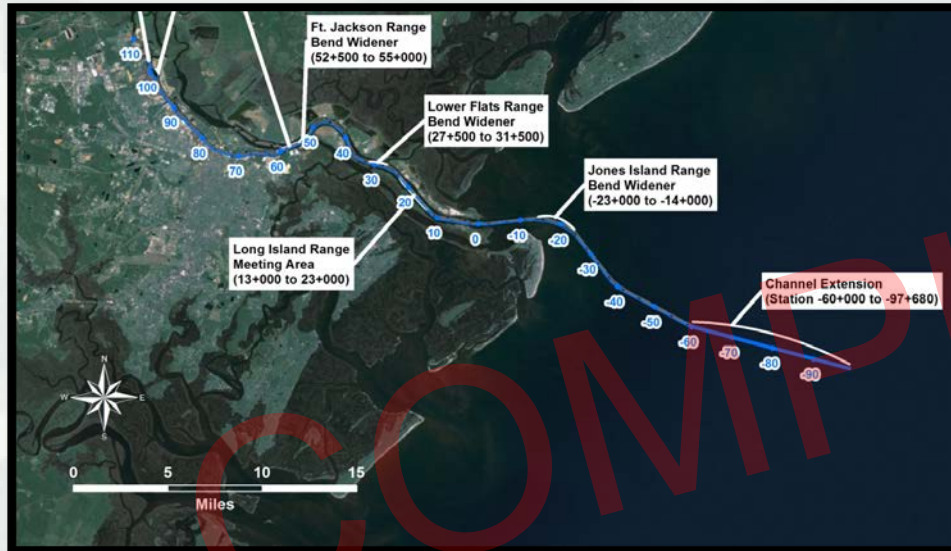 Ft. Jackson Range
Bend Widener
(52+500 to 55+000)
Lower Flats Range
Bend Widener
(27+500 to 31+500)
Jones Island Range
Bend Widener
(-23+000 to -14+000)
Long Island Range
Meeting Area
(13+000 to 23+000)
Channel Extension
(Station -60+000 to -97+680)
110
100
90
80
70
60
50
40
30
20
10
0
-10
-20
-30
-40
-50
-60
-70
-80
-90
N
W E
S
0 5 10 15
Miles